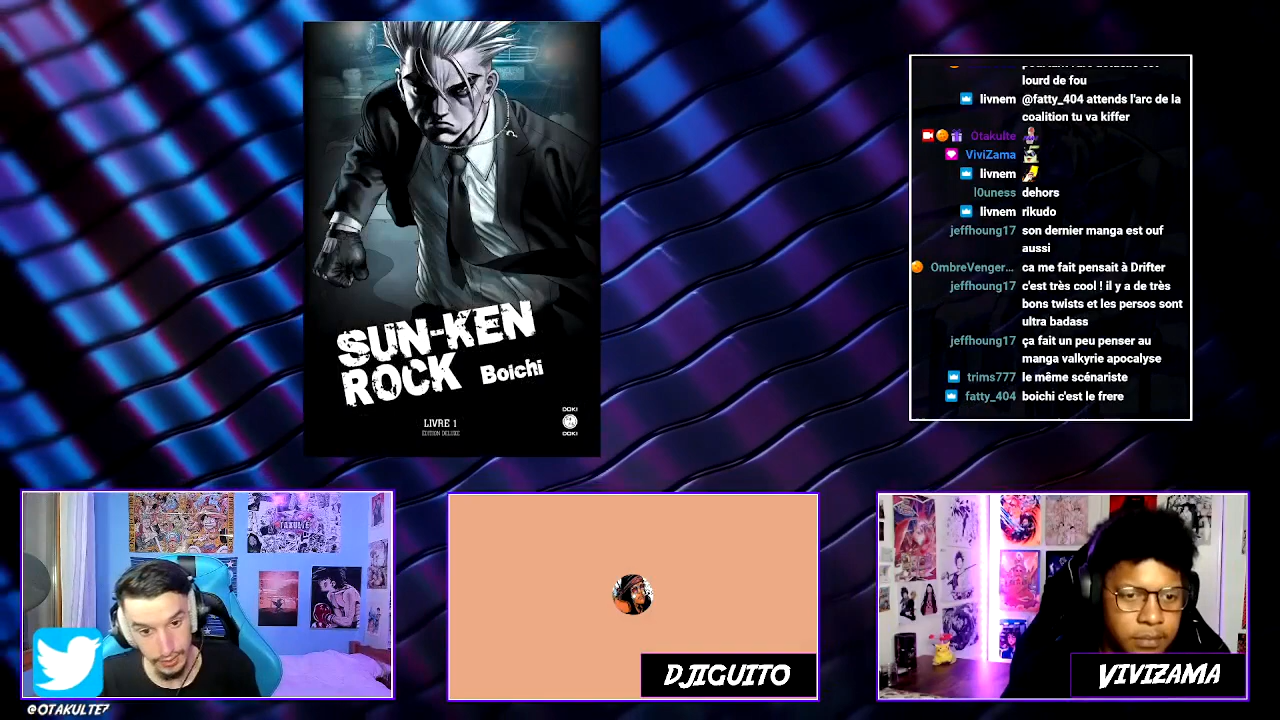 SUN-KEN
ROCK Boichi
LIVRE 1
ÉDITION DELUXE
DOKI
DOKI
lourd de fou
livnem @fatty_404 attends l'arc de la
coalition tu va kiffer
Otakulte
ViviZama
livnem
l0uness dehors
livnem rikudo
jeffhoung17 son dernier manga est ouf
aussi
OmbreVenger... ca me fait pensait à Drifter
jeffhoung17 c'est très cool ! il y a de très
bons twists et les persos sont
ultra badass
jeffhoung17 ça fait un peu penser au
manga valkyrie apocalyse
trims777 le même scénariste
fatty_404 boichi c'est le frere
TAKULTE
@OTAKULTE7
DJIGUITO
VIVIZAMA